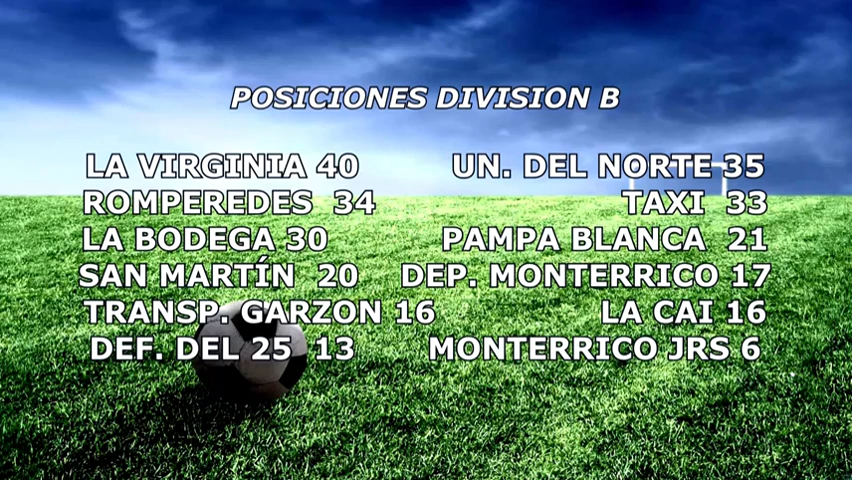 POSICIONES DIVISION B
LA VIRGINIA 40 UN. DEL NORTE 35
ROMPEREDES 34 TAXI 33
LA BODEGA 30 PAMPA BLANCA 21
SAN MARTÍN 20 DEP. MONTERRICO 17
TRANSP. GARZON 16 LA CAI 16
DEF. DEL 25 13 MONTERRICO JRS 6